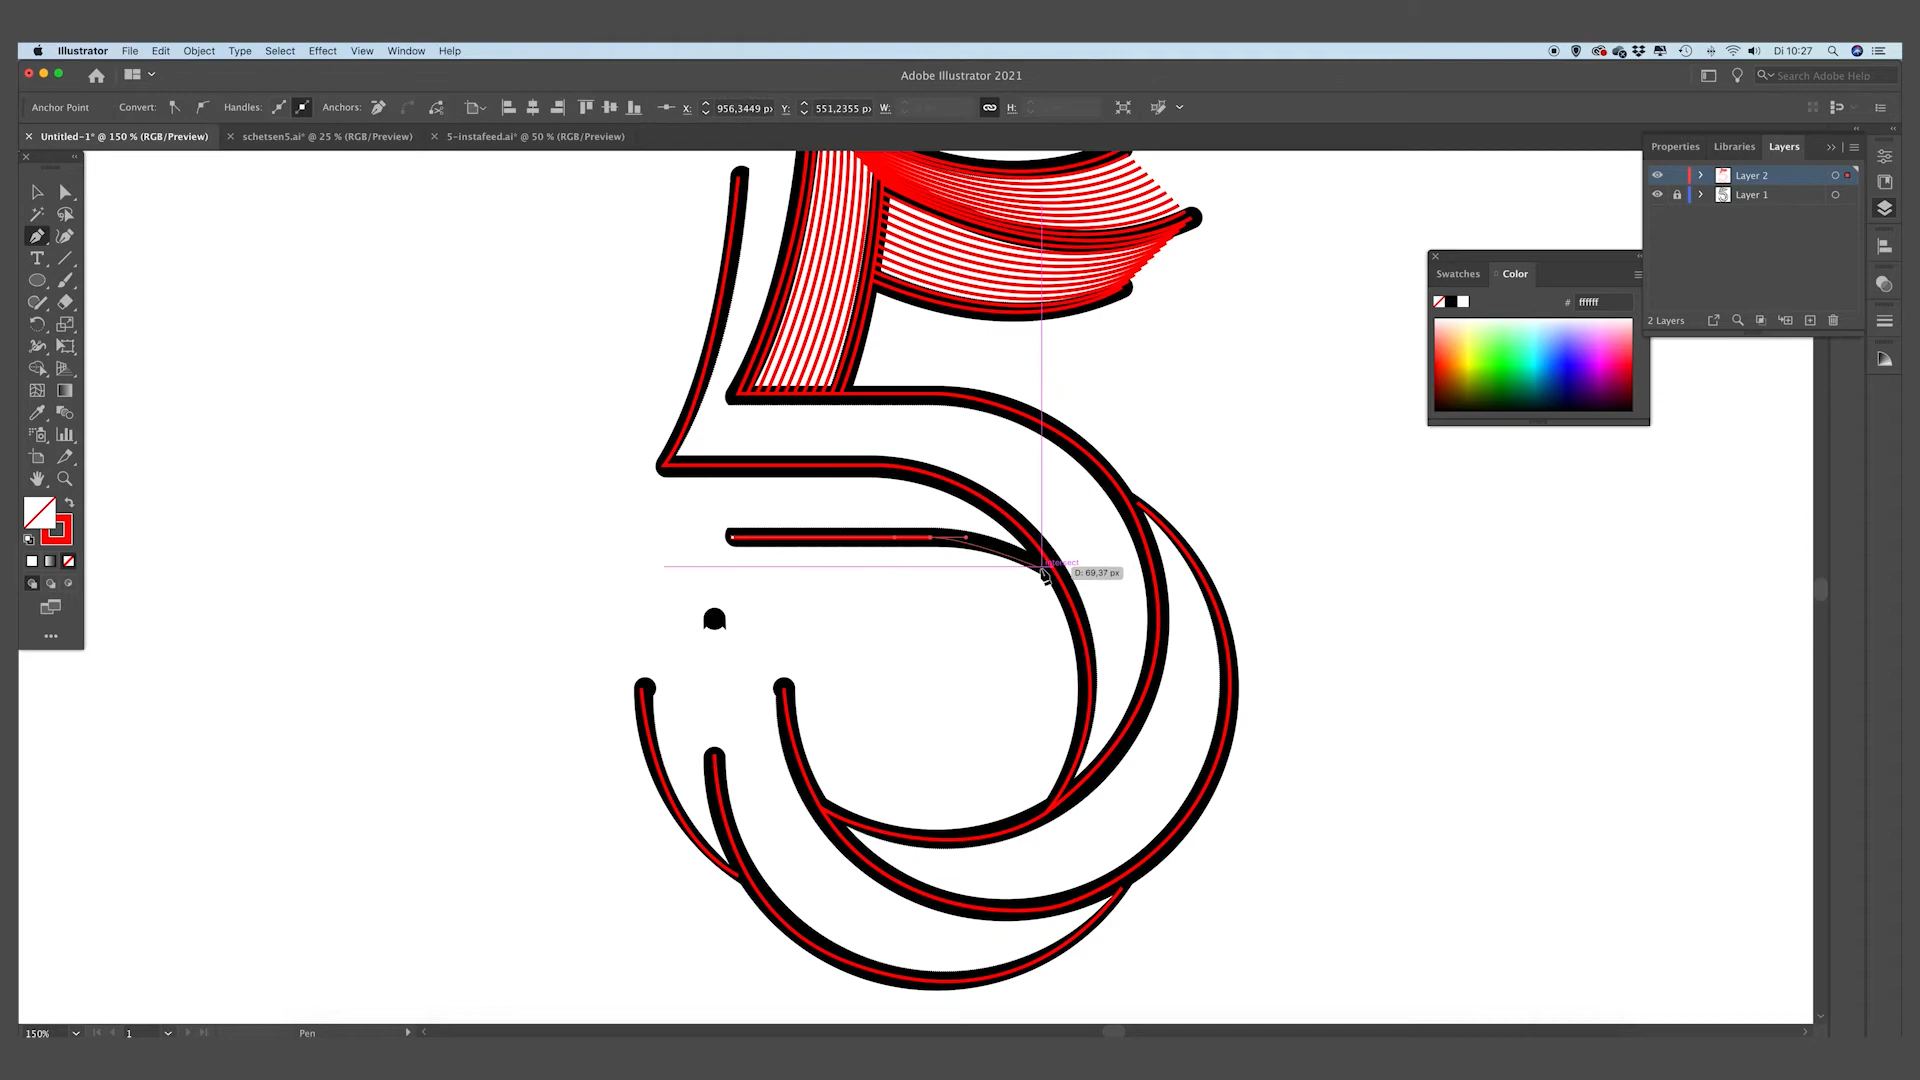 Illustrator File Edit Object Type Select Effect View Window Help Di 10:27
Adobe Illustrator 2021 Search Adobe Help
Anchor Point Convert: Handles: Anchors: X: 956,3449 px Y: 551,2355 px W: H:
Untitled-1* @ 150 % (RGB/Preview) schetsen5.ai* @ 25 % (RGB/Preview) 5-instafeed.ai* @ 50 % (RGB/Preview)
Properties Libraries Layers
Layer 2
Layer 1
2 Layers
Swatches Color
# ffffff
intersect
D: 69,37 px
5
150% 1 Pen